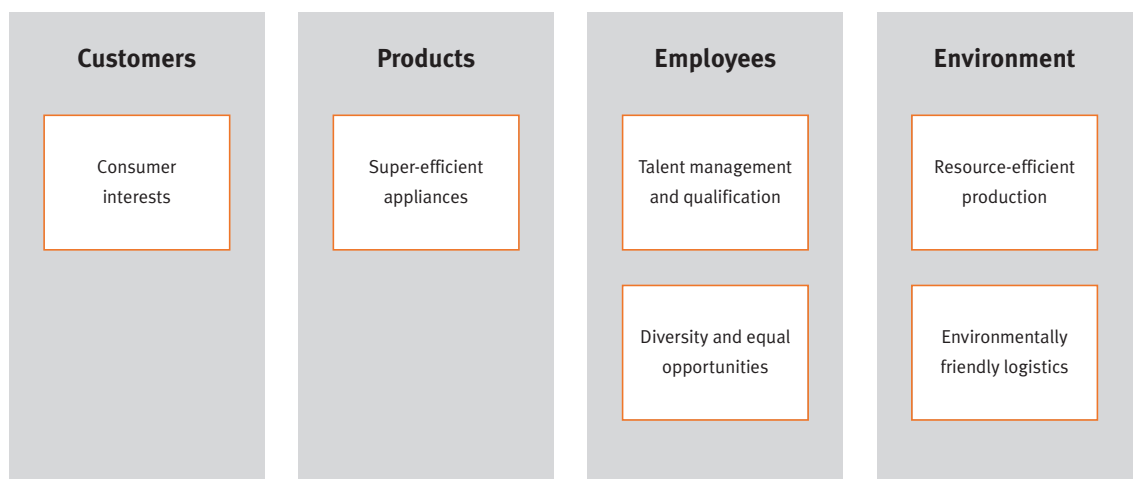 Customers
Consumer
interests
Products
Super-efficient
appliances
Employees
Talent management
and qualification
Diversity and equal
opportunities
Environment
Resource-efficient
production
Environmentally
friendly logistics